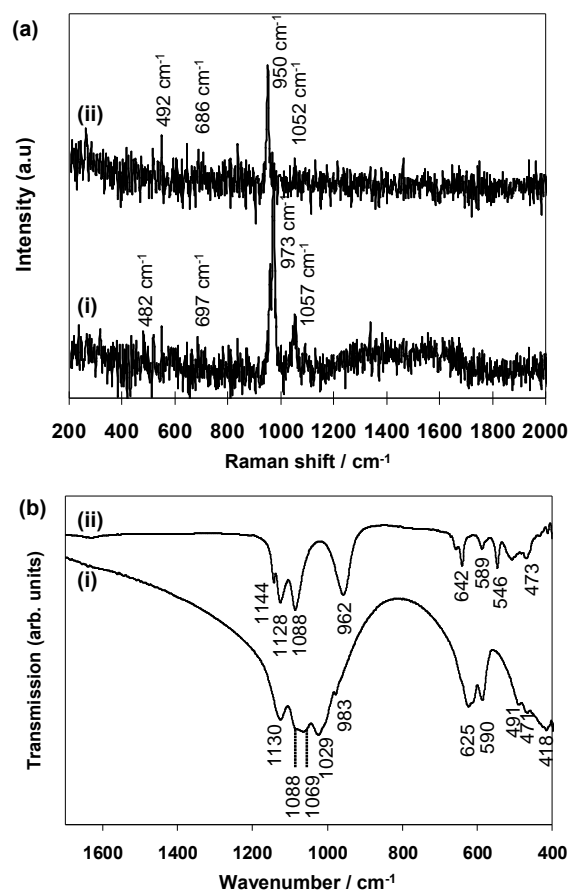 (a)
Intensity (a.u)
(ii)
492 cm-1
686 cm-1
950 cm-1
1052 cm-1
(i)
482 cm-1
697 cm-1
973 cm-1
1057 cm-1
200 400 600 800 1000 1200 1400 1600 1800 2000
Raman shift / cm-1
(b)
Transmission (arb. units)
(ii)
1144
1128
1088
962
642
589
546
473
(i)
1130
1088
1069
1029
983
625
590
491
471
418
1600 1400 1200 1000 800 600 400
Wavenumber / cm-1